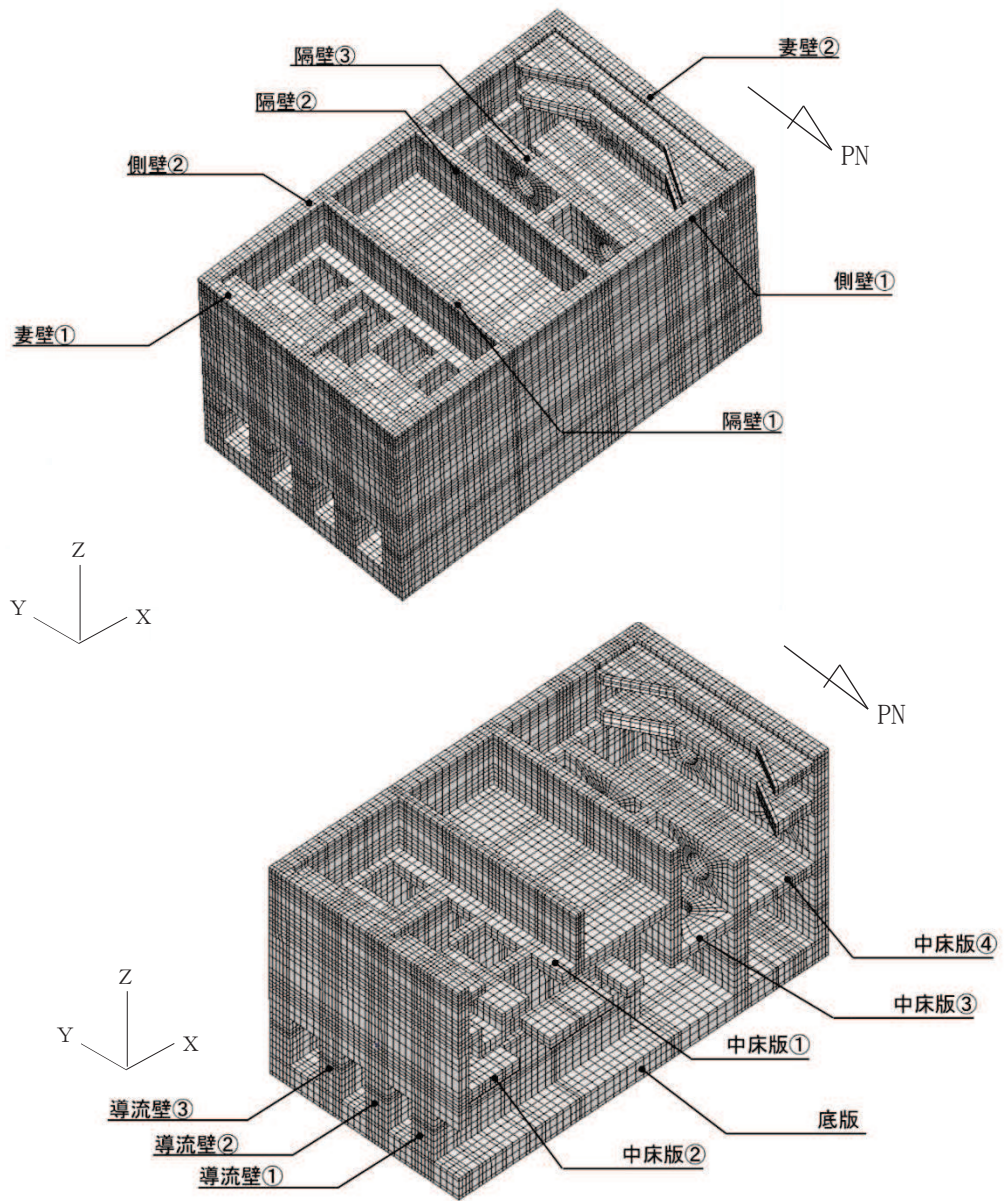 隔壁③
妻壁②
隔壁②
PN
側壁②
側壁①
妻壁①
隔壁①
Z
Y
X
PN
中床版④
Z
中床版③
Y
X
中床版①
導流壁③
底版
導流壁②
中床版②
導流壁①